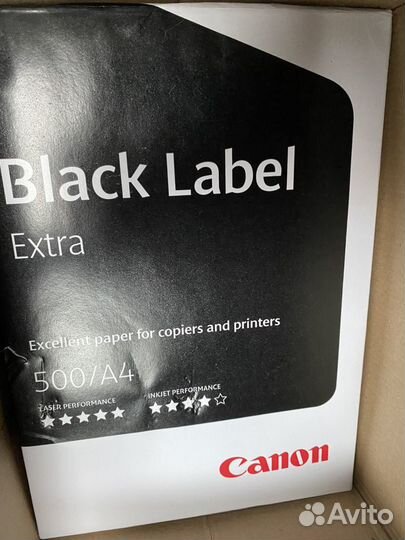 Black Label
Extra
Excellent paper for copiers and printers
500/A4
LASER PERFORMANCE
INKJET PERFORMANCE
Canon
Avito